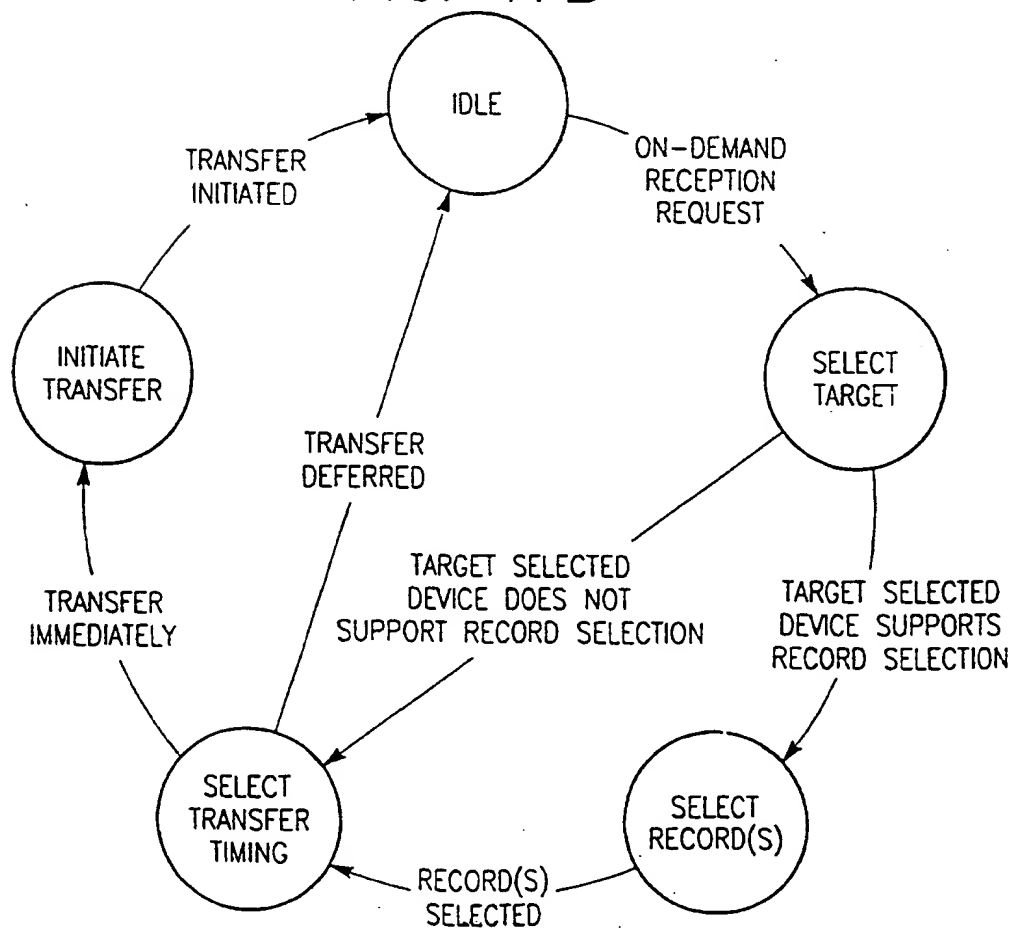 IDLE
TRANSFER
INITIATED
ON-DEMAND
RECEPTION
REQUEST
INITIATE
TRANSFER
SELECT
TARGET
TRANSFER
DEFERRED
TARGET SELECTED
DEVICE DOES NOT
SUPPORT RECORD SELECTION
TARGET SELECTED
DEVICE SUPPORTS
RECORD SELECTION
TRANSFER
IMMEDIATELY
SELECT
TRANSFER
TIMING
SELECT
RECORD(S)
RECORD(S)
SELECTED